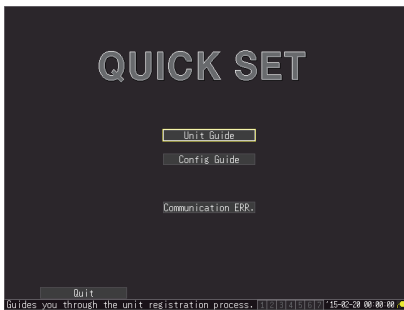 QUICK SET
Unit Guide
Config Guide
Communication ERR.
Quit
Guides you through the unit registration process. 1 2 3 4 5 6 7 '15-02-20 00:00:00